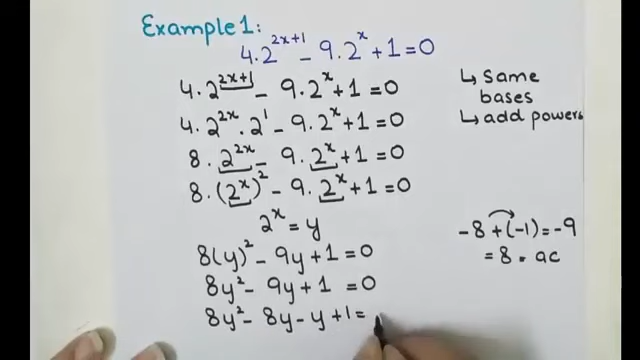 Example 1:
4.2^{2x+1} - 9.2^x + 1 = 0
4.2^{2x+1} - 9.2^x + 1 = 0
4.2^{2x}.2^1 - 9.2^x + 1 = 0
8.2^{2x} - 9.2^x + 1 = 0
8.(2^x)^2 - 9.2^x + 1 = 0
2^x = y
8(y)^2 - 9y + 1 = 0
8y^2 - 9y + 1 = 0
8y^2 - 8y - y + 1 =
↳ Same
bases
↳ add powers
-8 + (-1) = -9
= 8 . ac